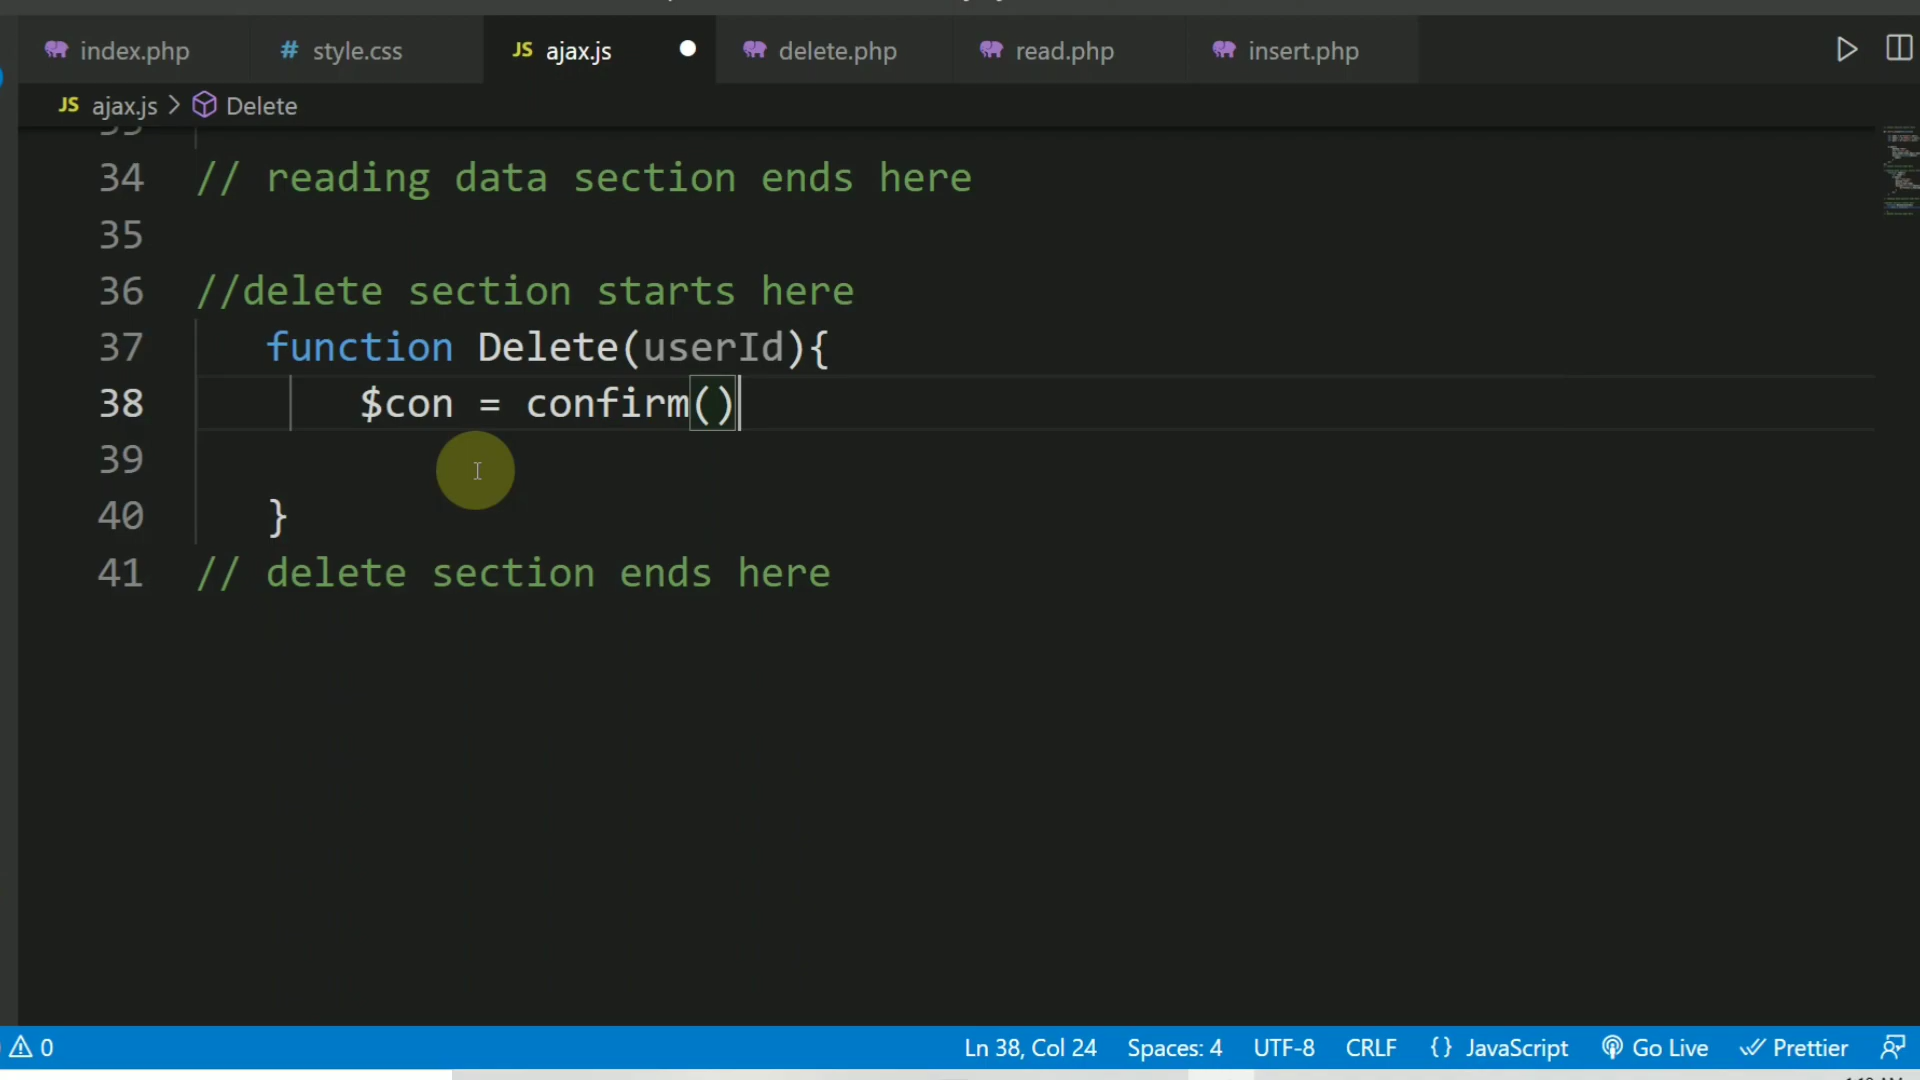 index.php # style.css JS ajax.js delete.php read.php insert.php
JS ajax.js > Delete
34 // reading data section ends here
35
36 //delete section starts here
37 function Delete(userId){
38 $con = confirm()
39
40 }
41 // delete section ends here
0 Ln 38, Col 24 Spaces: 4 UTF-8 CRLF {} JavaScript Go Live Prettier